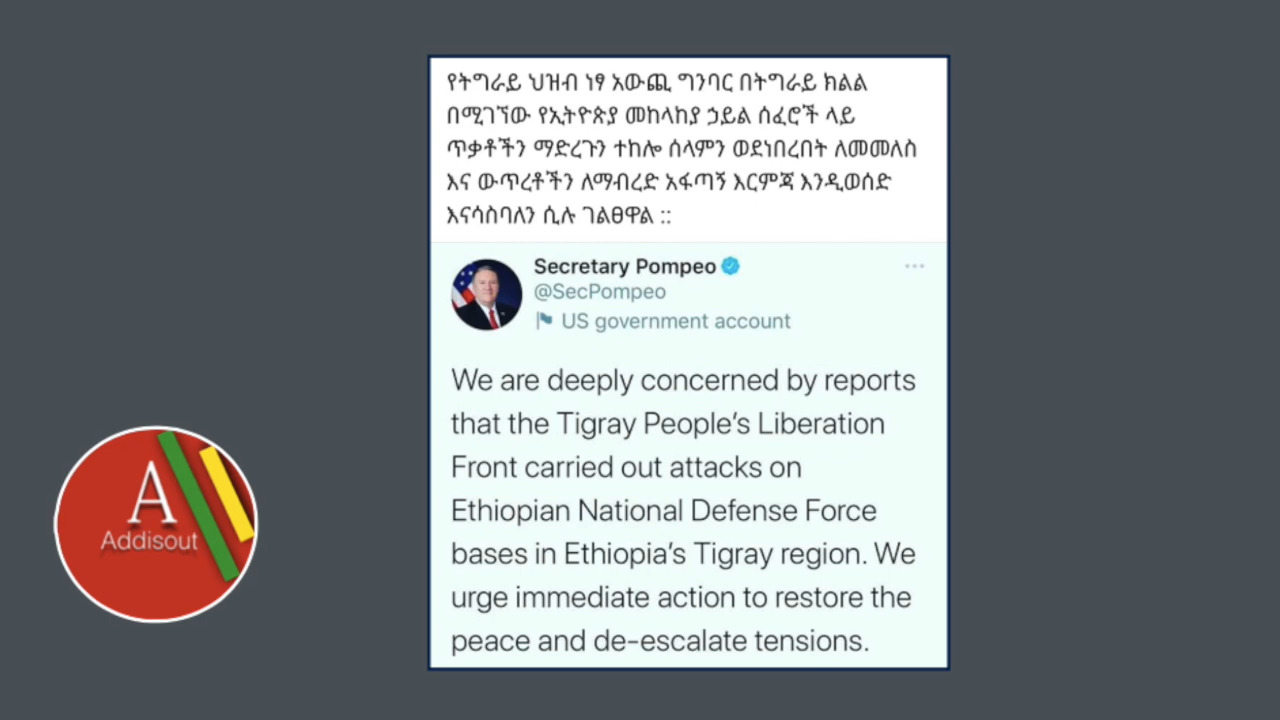 የትግራይ ህዝብ ነፃ አውጪ ግንባር በትግራይ ክልል
በሚገኘው የኢትዮጵያ መከላከያ ኃይል ሰፈሮች ላይ
ጥቃቶችን ማድረጉን ተከሎ ሰላምን ወደነበረበት ለመመለስ
እና ውጥረቶችን ለማብረድ አፋጣኝ እርምጃ እንዲወሰድ
እናሳስባለን ሲሉ ገልፀዋል ::
Secretary Pompeo
@SecPompeo
US government account
We are deeply concerned by reports
that the Tigray People's Liberation
Front carried out attacks on
Ethiopian National Defense Force
bases in Ethiopia's Tigray region. We
urge immediate action to restore the
peace and de-escalate tensions.
A
Addisout